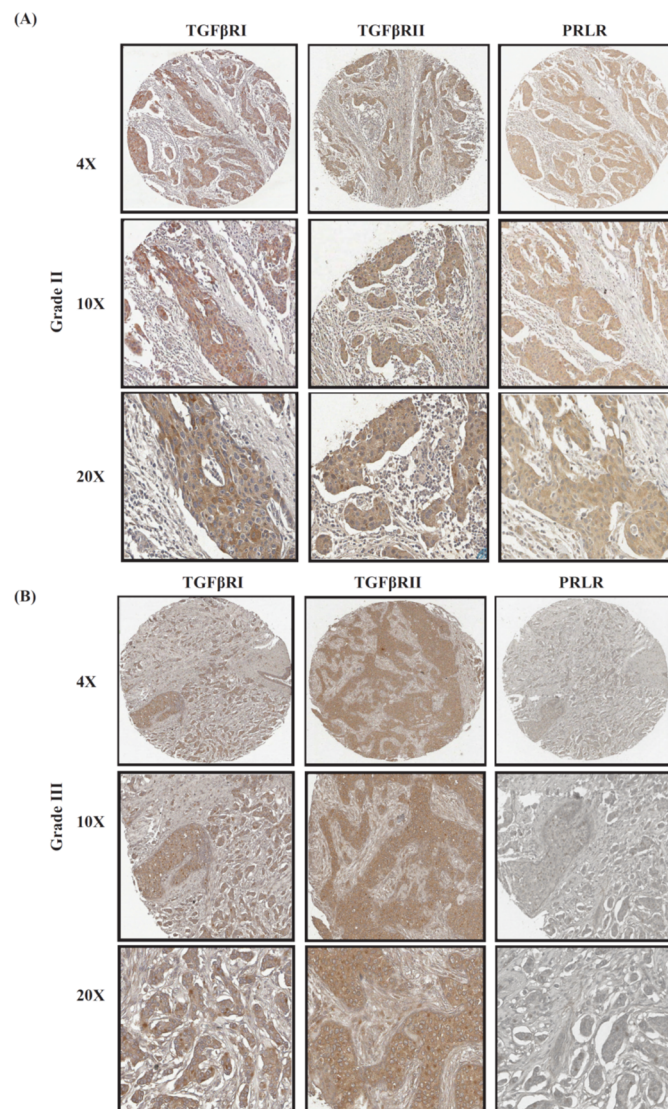 (A)
TGFβRI TGFβRII PRLR
4X
Grade II
10X
20X
(B)
TGFβRI TGFβRII PRLR
4X
Grade III
10X
20X